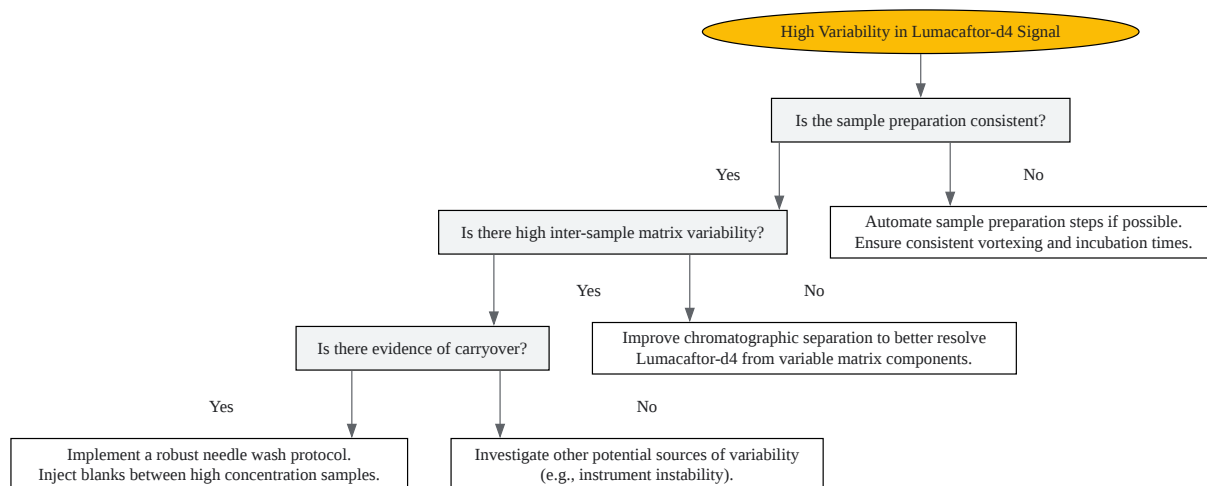 High Variability in Lumacaftor-d4 Signal
Is the sample preparation consistent?
Yes
No
Automate sample preparation steps if possible.
Ensure consistent vortexing and incubation times.
Is there high inter-sample matrix variability?
Yes
No
Improve chromatographic separation to better resolve
Lumacaftor-d4 from variable matrix components.
Is there evidence of carryover?
Yes
No
Implement a robust needle wash protocol.
Inject blanks between high concentration samples.
Investigate other potential sources of variability
(e.g., instrument instability).